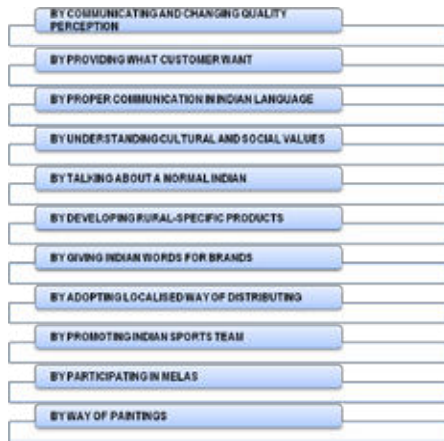 BY COMMUNICATING AND CHANGING QUALITY
PERCEPTION
BY PROVIDING WHAT CUSTOMER WANT
BY PROPER COMMUNICATION IN INDIAN LANGUAGE
BY UNDERSTANDING CULTURAL AND SOCIAL VALUES
BY TALKING ABOUT A NORMAL INDIAN
BY DEVELOPING RURAL-SPECIFIC PRODUCTS
BY GIVING INDIAN WORDS FOR BRANDS
BY ADOPTING LOCALISED WAY OF DISTRIBUTING
BY PROMOTING INDIAN SPORTS TEAM
BY PARTICIPATING IN MELAS
BY WAY OF PAINTINGS